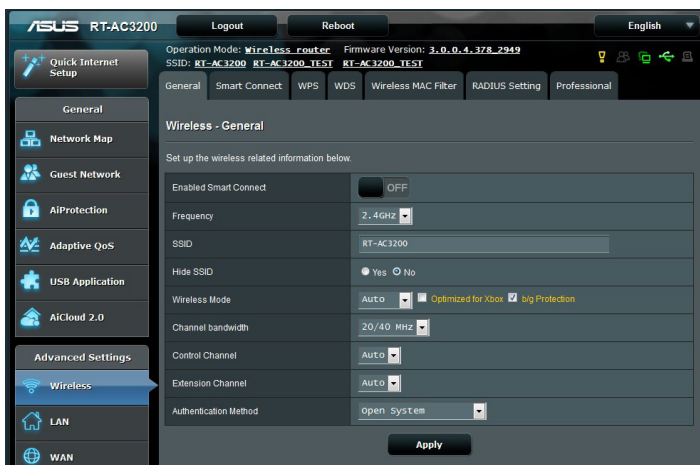 ASUS RT-AC3200 Logout Reboot English
Operation Mode: Wireless router Firmware Version: 3.0.0.4.378_2949
SSID: RT-AC3200 RT-AC3200_TEST RT-AC3200_TEST
Quick Internet
Setup
General Smart Connect WPS WDS Wireless MAC Filter RADIUS Setting Professional
General
Network Map
Guest Network
AiProtection
Adaptive QoS
USB Application
AiCloud 2.0
Advanced Settings
Wireless
LAN
WAN
Wireless - General
Set up the wireless related information below.
Enabled Smart Connect OFF
Frequency 2.4GHz
SSID RT-AC3200
Hide SSID Yes No
Wireless Mode Auto Optimized for Xbox b/g Protection
Channel bandwidth 20/40 MHz
Control Channel Auto
Extension Channel Auto
Authentication Method Open System
Apply